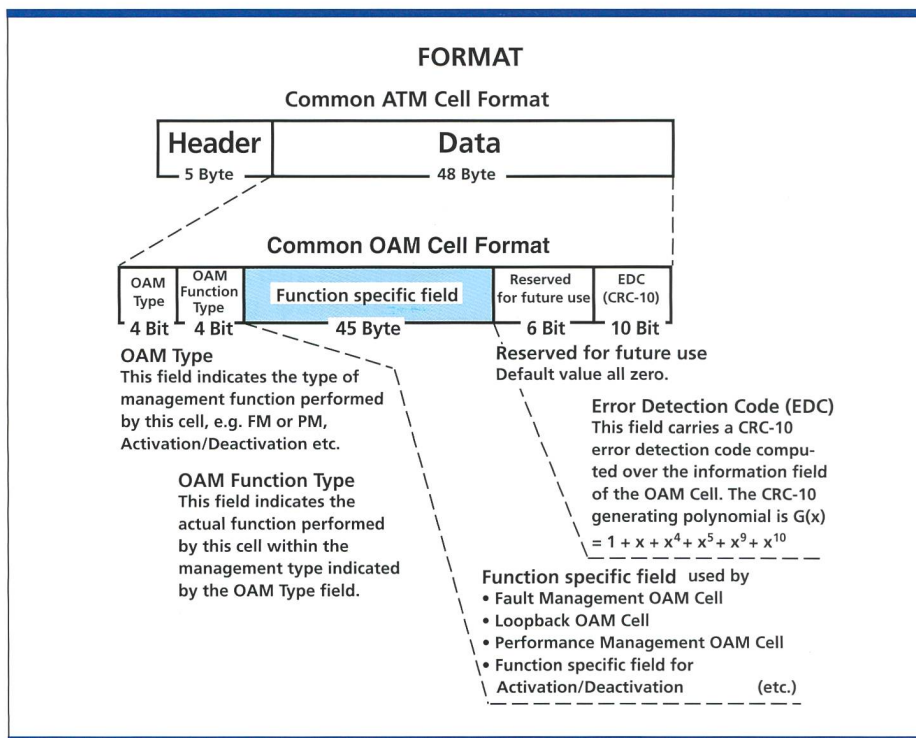 FORMAT
Common ATM Cell Format
Header
Data
5 Byte
48 Byte
Common OAM Cell Format
OAM
Type
OAM
Function
Type
Function specific field
Reserved
for future use
EDC
(CRC-10)
4 Bit
4 Bit
45 Byte
6 Bit
10 Bit
OAM Type
This field indicates the type of
management function performed
by this cell, e.g. FM or PM,
Activation/Deactivation etc.
Reserved for future use
Default value all zero.
Error Detection Code (EDC)
This field carries a CRC-10
error detection code compu-
ted over the information field
of the OAM Cell. The CRC-10
generating polynomial is G(x)
= 1 + x + x⁴ + x⁵ + x⁹ + x¹⁰
OAM Function Type
This field indicates the
actual function performed
by this cell within the
management type indicated
by the OAM Type field.
Function specific field used by
• Fault Management OAM Cell
• Loopback OAM Cell
• Performance Management OAM Cell
• Function specific field for
Activation/Deactivation (etc.)